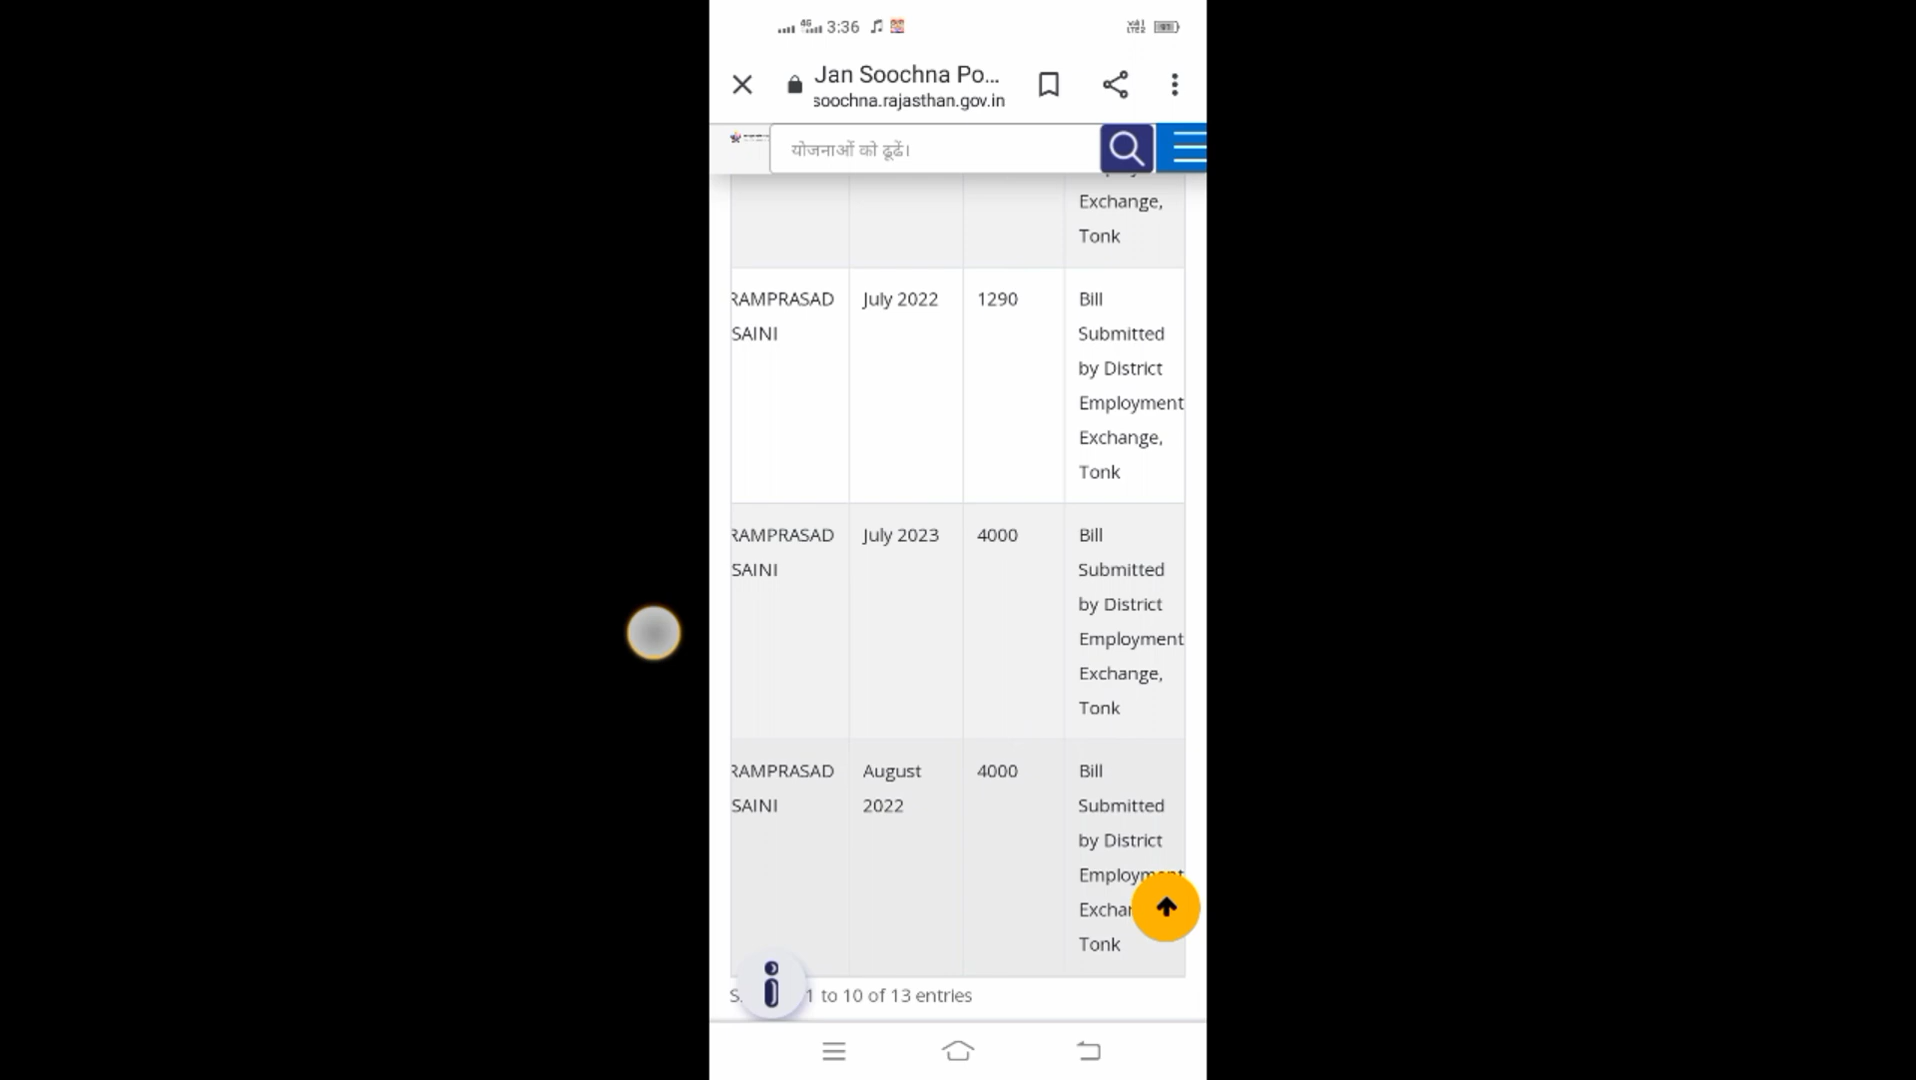 4G 3:36
Jan Soochna Po...
soochna.rajasthan.gov.in
योजनाओं को ढूढें।
Exchange,
Tonk
RAMPRASAD July 2022 1290 Bill
SAINI Submitted
by District
Employment
Exchange,
Tonk
RAMPRASAD July 2023 4000 Bill
SAINI Submitted
by District
Employment
Exchange,
Tonk
RAMPRASAD August 4000 Bill
SAINI 2022 Submitted
by District
Tonk
1 to 10 of 13 entries